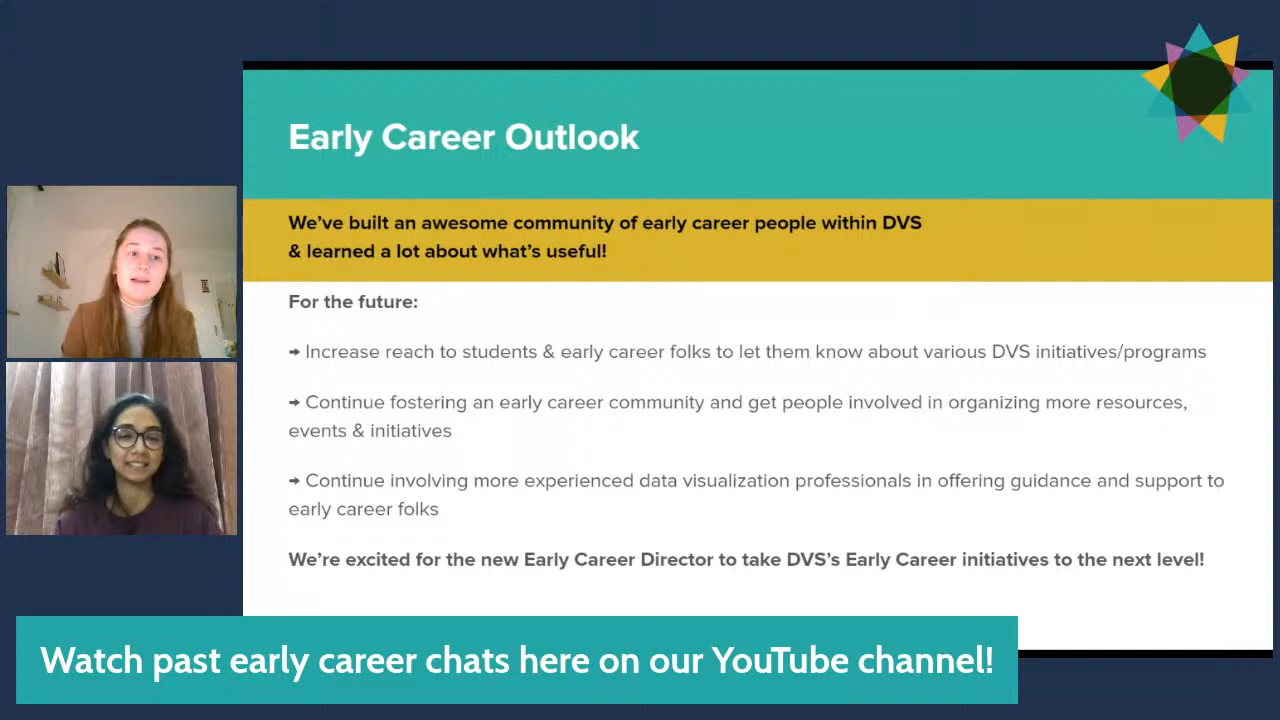 Early Career Outlook
We've built an awesome community of early career people within DVS
& learned a lot about what's useful!
For the future:
→ Increase reach to students & early career folks to let them know about various DVS initiatives/programs
→ Continue fostering an early career community and get people involved in organizing more resources,
events & initiatives
→ Continue involving more experienced data visualization professionals in offering guidance and support to
early career folks
We're excited for the new Early Career Director to take DVS's Early Career initiatives to the next level!
Watch past early career chats here on our YouTube channel!